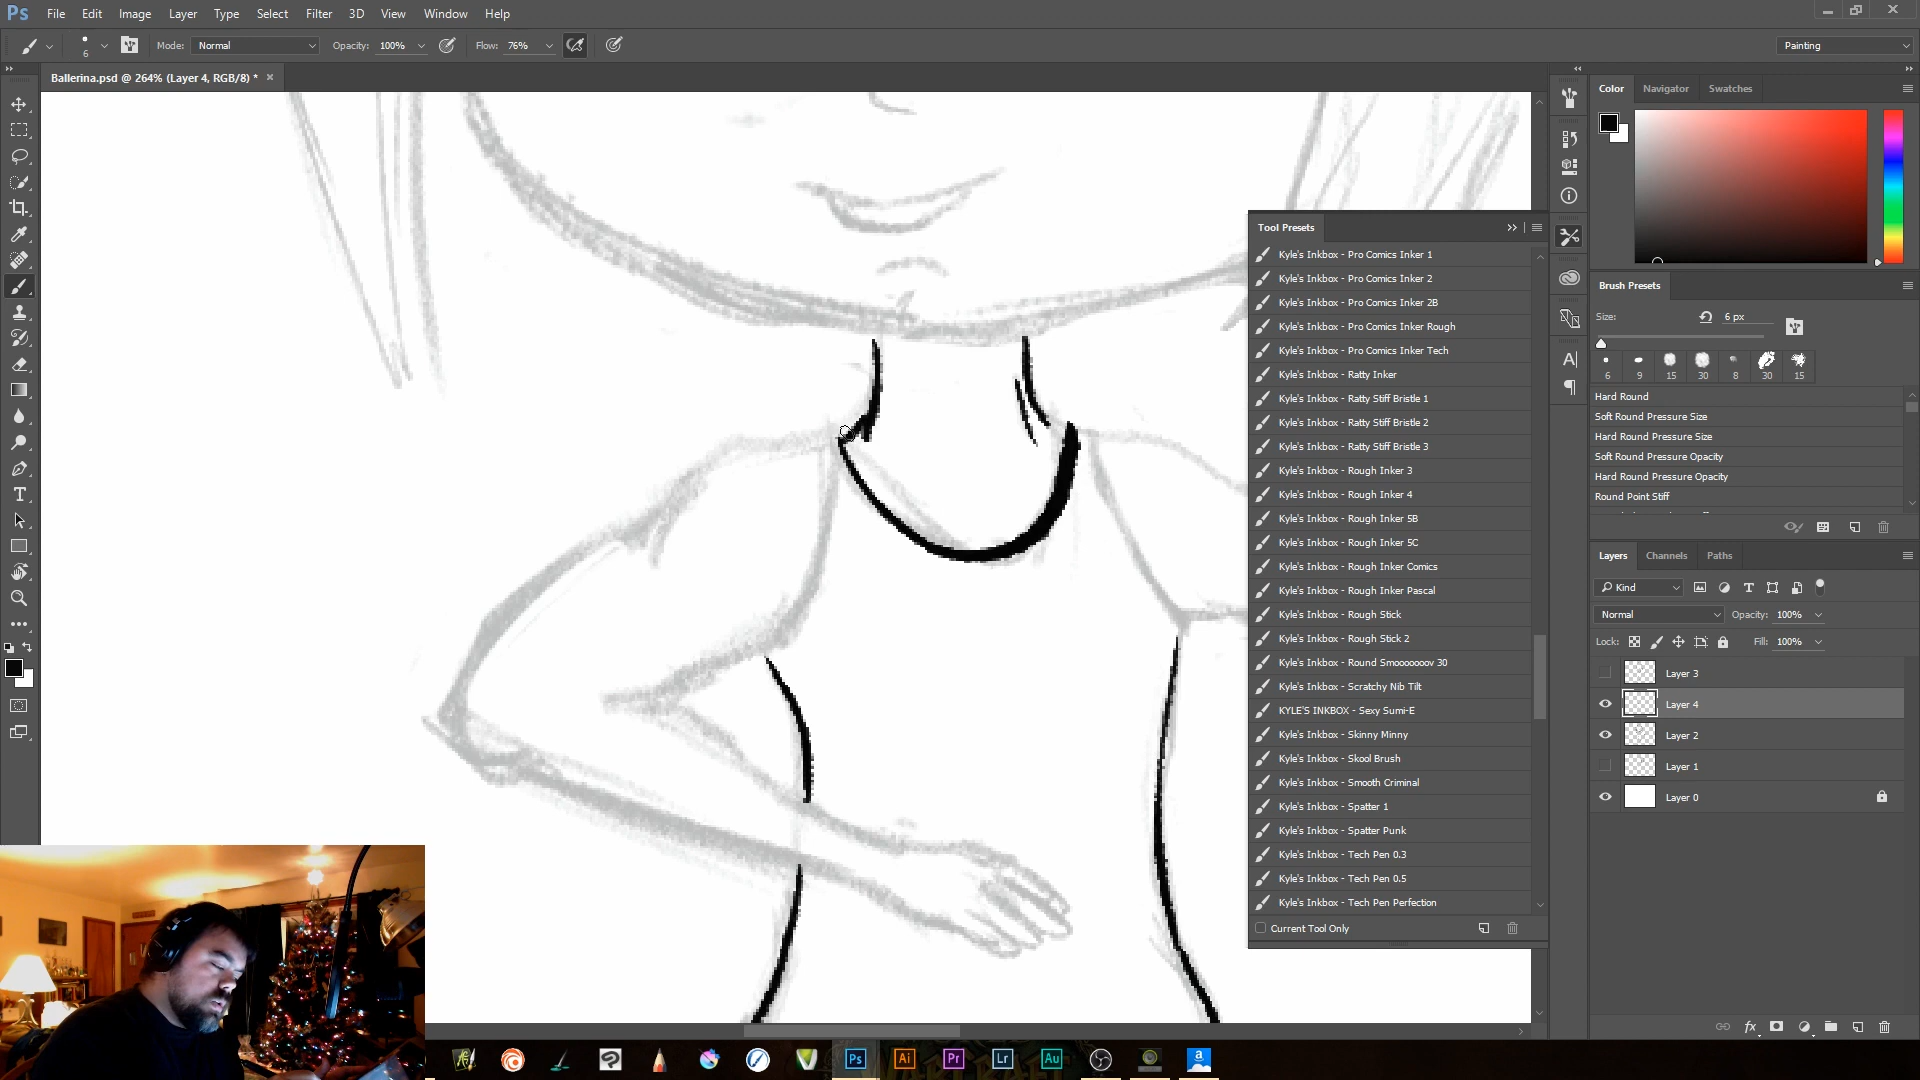 Ps File Edit Image Layer Type Select Filter 3D View Window Help
6 Mode: Normal Opacity: 100% Flow: 76% Painting
Ballerina.psd @ 264% (Layer 4, RGB/8) *
Color Navigator Swatches
Tool Presets
Kyle's Inkbox - Pro Comics Inker 1
Kyle's Inkbox - Pro Comics Inker 2
Kyle's Inkbox - Pro Comics Inker 2B
Kyle's Inkbox - Pro Comics Inker Rough
Kyle's Inkbox - Pro Comics Inker Tech
Kyle's Inkbox - Ratty Inker
Kyle's Inkbox - Ratty Stiff Bristle 1
Kyle's Inkbox - Ratty Stiff Bristle 2
Kyle's Inkbox - Ratty Stiff Bristle 3
Kyle's Inkbox - Rough Inker 3
Kyle's Inkbox - Rough Inker 4
Kyle's Inkbox - Rough Inker 5B
Kyle's Inkbox - Rough Inker 5C
Kyle's Inkbox - Rough Inker Comics
Kyle's Inkbox - Rough Inker Pascal
Kyle's Inkbox - Rough Stick
Kyle's Inkbox - Rough Stick 2
Kyle's Inkbox - Round Smooooooov 30
Kyle's Inkbox - Scratchy Nib Tilt
KYLE'S INKBOX - Sexy Sumi-E
Kyle's Inkbox - Skinny Minny
Kyle's Inkbox - Skool Brush
Kyle's Inkbox - Smooth Criminal
Kyle's Inkbox - Spatter 1
Kyle's Inkbox - Spatter Punk
Kyle's Inkbox - Tech Pen 0.3
Kyle's Inkbox - Tech Pen 0.5
Kyle's Inkbox - Tech Pen Perfection
Current Tool Only
Brush Presets
Size: 6 px
6 9 15 30 8 30 15
Hard Round
Soft Round Pressure Size
Hard Round Pressure Size
Soft Round Pressure Opacity
Hard Round Pressure Opacity
Round Point Stiff
Layers Channels Paths
Kind
Normal Opacity: 100%
Lock: Fill: 100%
Layer 3
Layer 4
Layer 2
Layer 1
Layer 0
fx
Ps Ai Pr Lr Au a